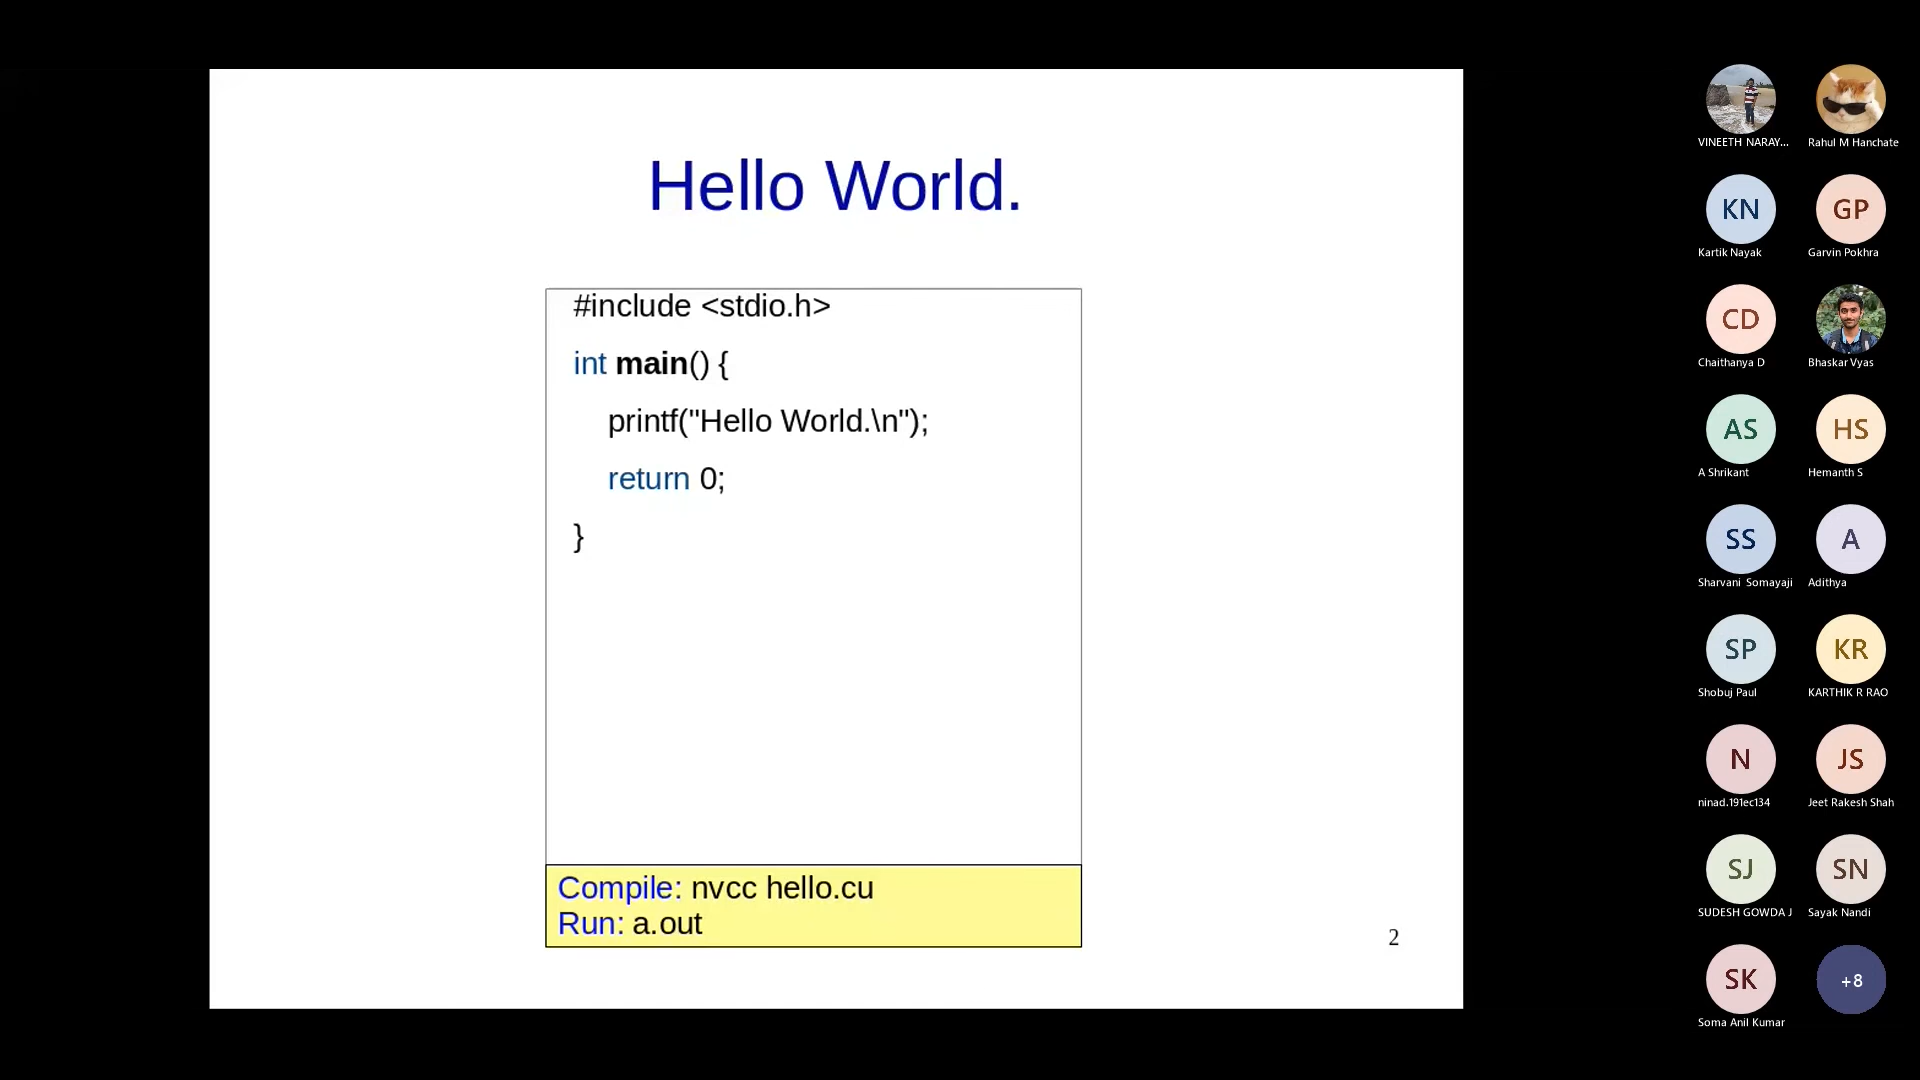 Hello World.
#include <stdio.h>
int main() {
printf("Hello World.\n");
return 0;
}
Compile: nvcc hello.cu
Run: a.out
2
VINEETH NARAY...
Rahul M Hanchate
KN
GP
Kartik Nayak
Garvin Pokhra
CD
Chaithanya D
Bhaskar Vyas
AS
HS
A Shrikant
Hemanth S
SS
A
Sharvani Somayaji
Adithya
SP
KR
Shobuj Paul
KARTHIK R RAO
N
JS
ninad.191ec134
Jeet Rakesh Shah
SJ
SN
SUDESH GOWDA J
Sayak Nandi
SK
+8
Soma Anil Kumar